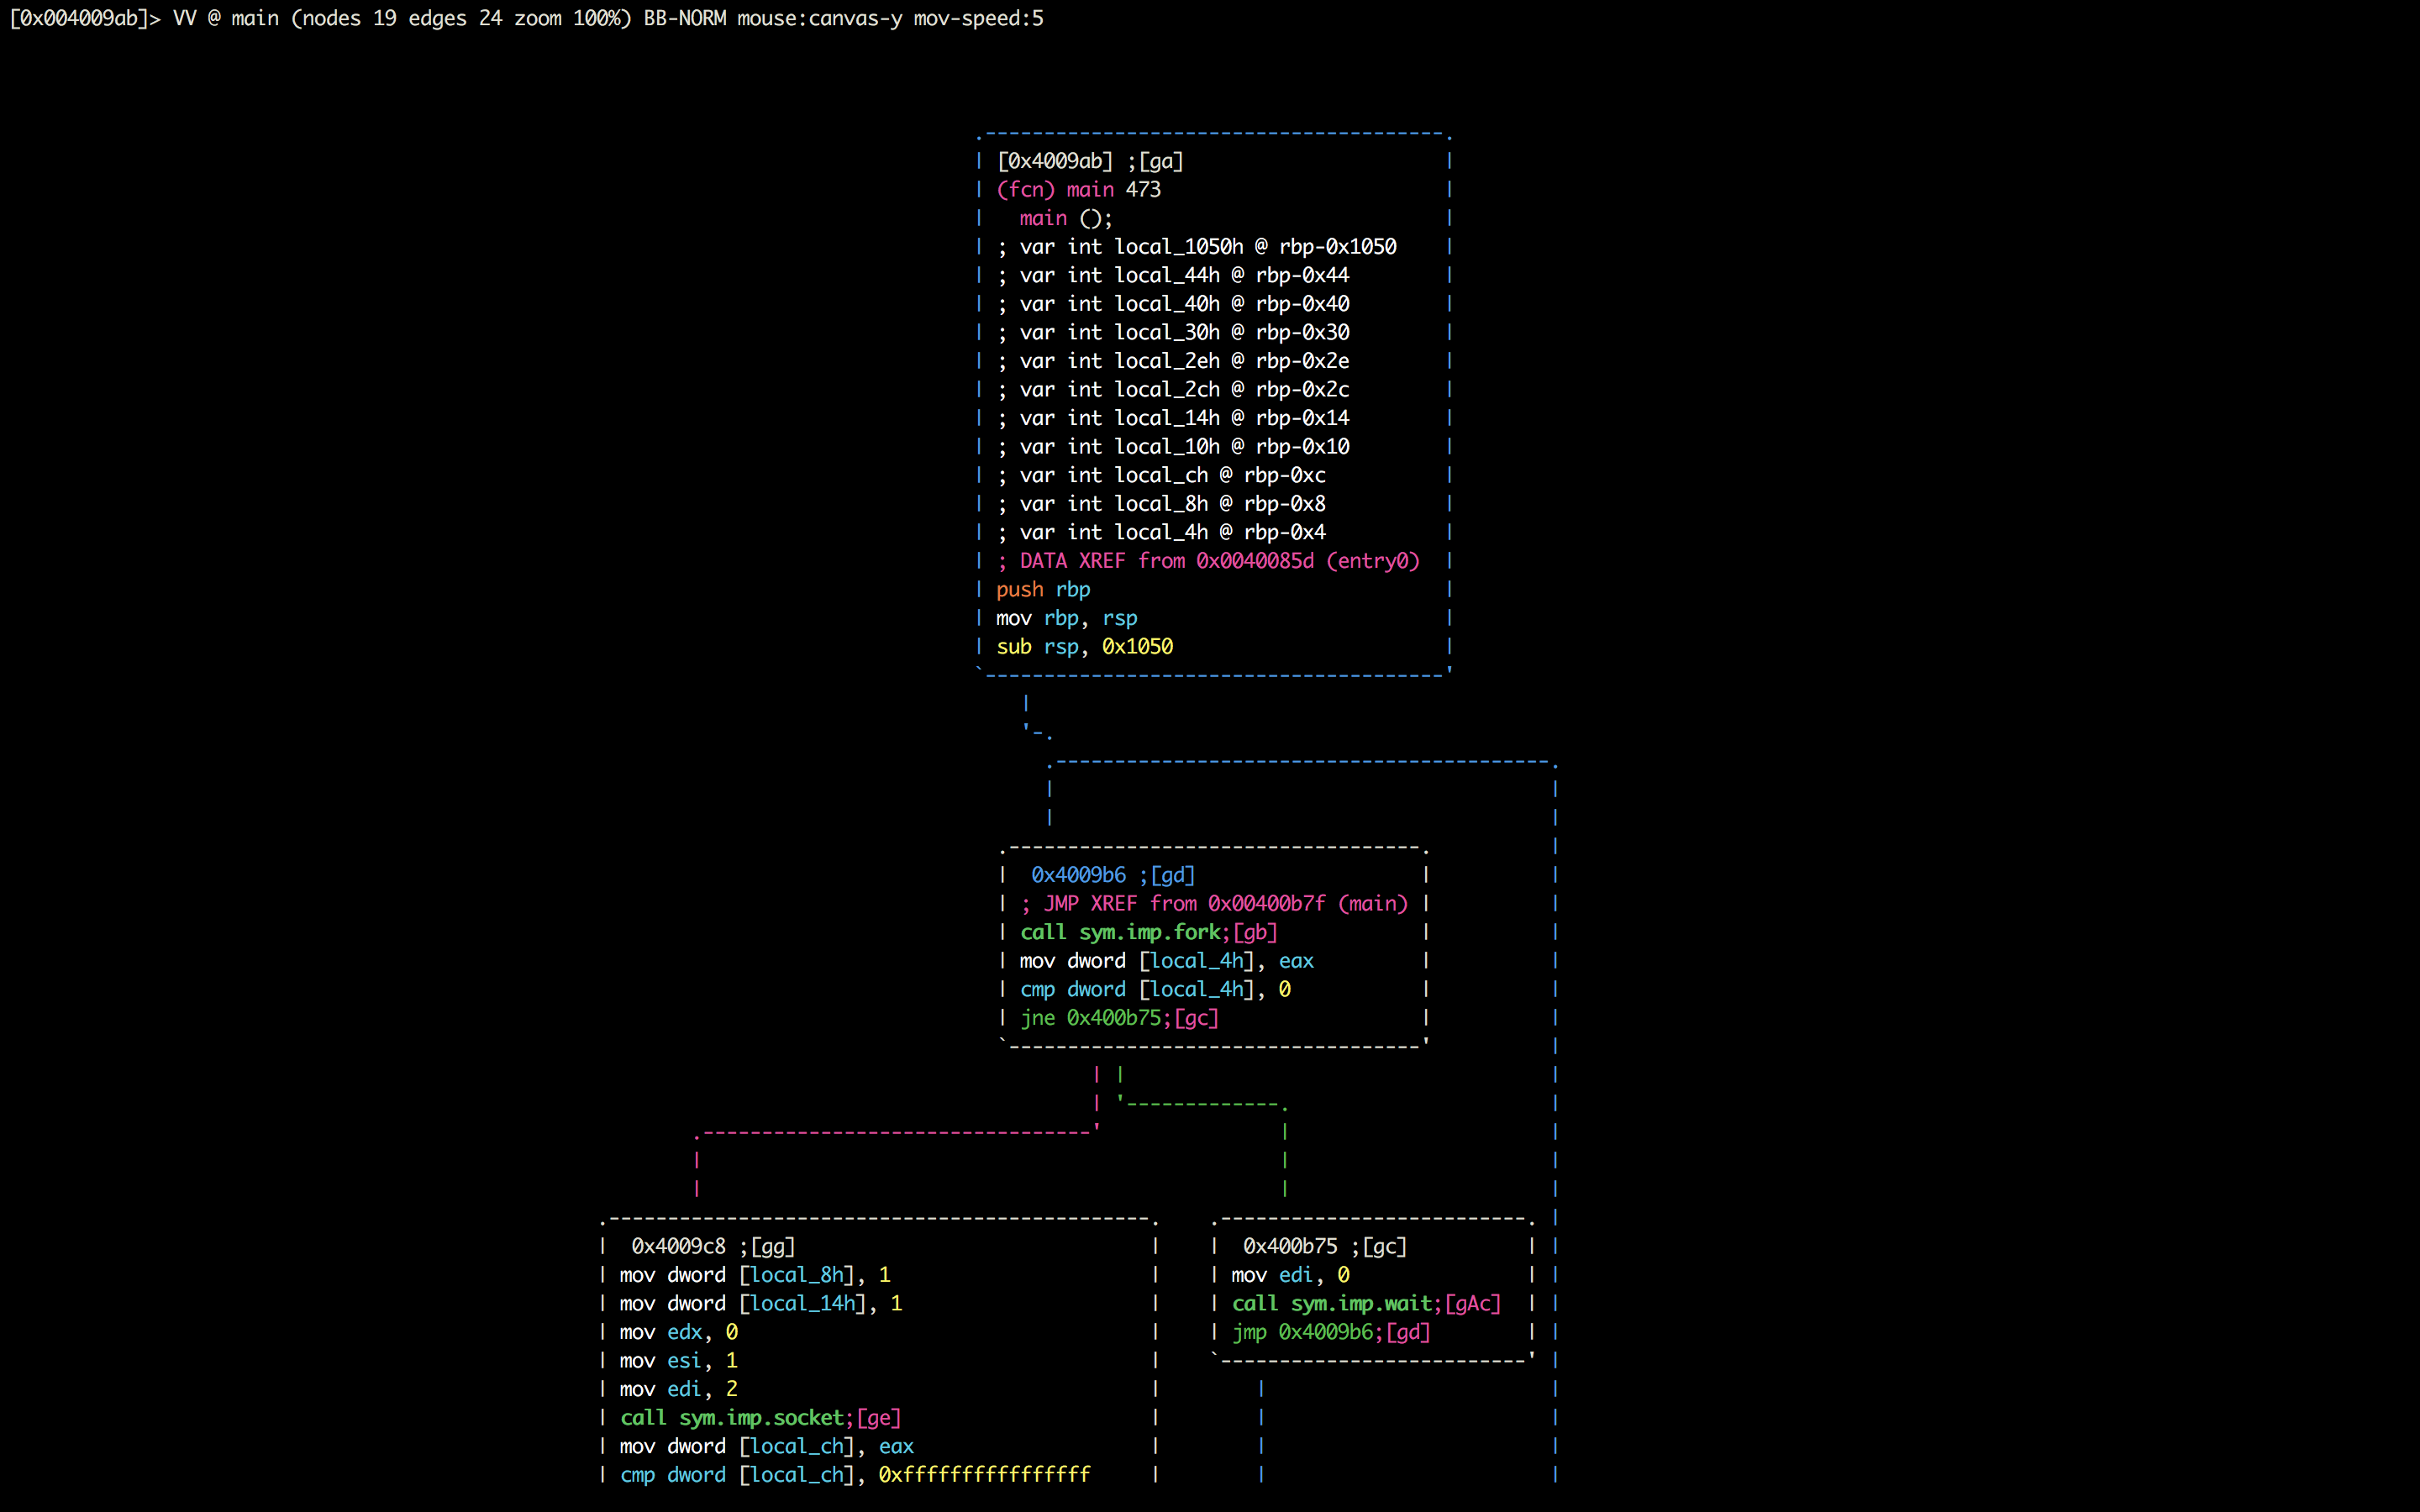 [0x004009ab]> VV @ main (nodes 19 edges 24 zoom 100%) BB-NORM mouse:canvas-y mov-speed:5
[0x4009ab] ;[ga]
(fcn) main 473
main ();
; var int local_1050h @ rbp-0x1050
; var int local_44h @ rbp-0x44
; var int local_40h @ rbp-0x40
; var int local_30h @ rbp-0x30
; var int local_2eh @ rbp-0x2e
; var int local_2ch @ rbp-0x2c
; var int local_14h @ rbp-0x14
; var int local_10h @ rbp-0x10
; var int local_ch @ rbp-0xc
; var int local_8h @ rbp-0x8
; var int local_4h @ rbp-0x4
; DATA XREF from 0x0040085d (entry0)
push rbp
mov rbp, rsp
sub rsp, 0x1050
0x4009b6 ;[gd]
; JMP XREF from 0x00400b7f (main)
call sym.imp.fork;[gb]
mov dword [local_4h], eax
cmp dword [local_4h], 0
jne 0x400b75;[gc]
0x4009c8 ;[gg]
mov dword [local_8h], 1
mov dword [local_14h], 1
mov edx, 0
mov esi, 1
mov edi, 2
call sym.imp.socket;[ge]
mov dword [local_ch], eax
cmp dword [local_ch], 0xffffffffffffffff
0x400b75 ;[gc]
mov edi, 0
call sym.imp.wait;[gAc]
jmp 0x4009b6;[gd]